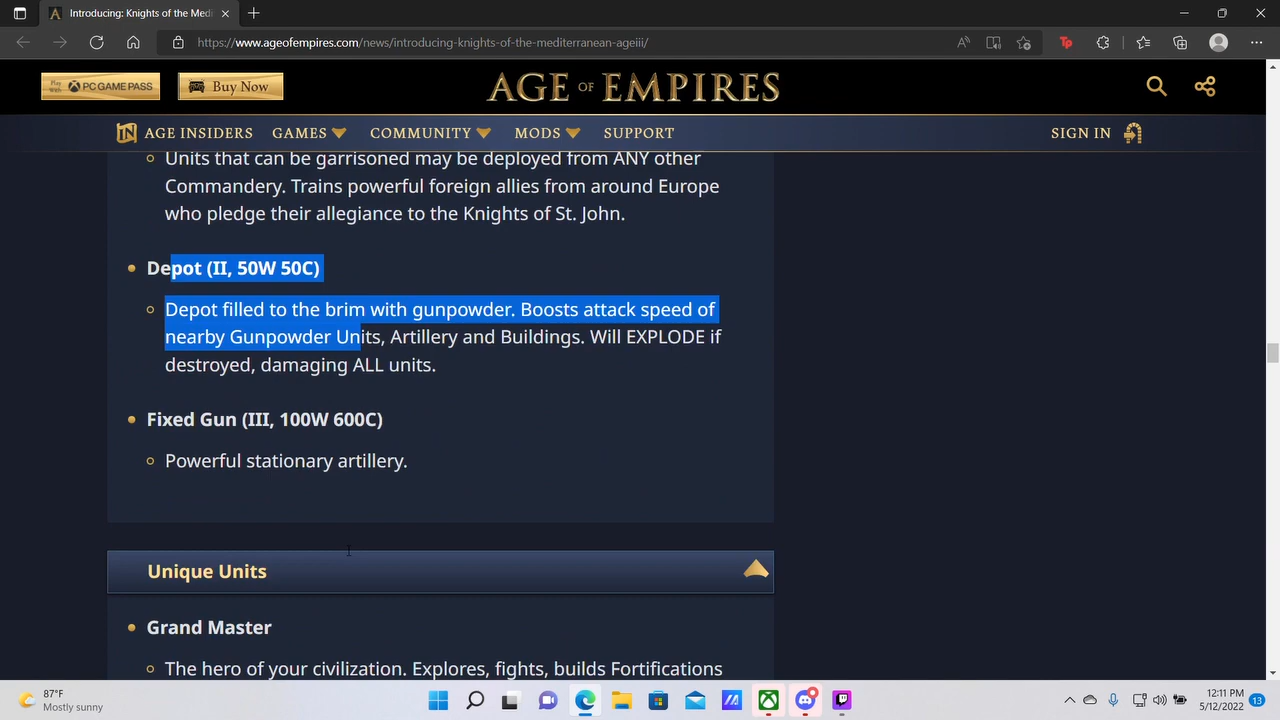 Introducing: Knights of the Medi
https://www.ageofempires.com/news/introducing-knights-of-the-mediterranean-ageiii/
Play With PC GAME PASS
Buy Now
AGE OF EMPIRES
AGE INSIDERS GAMES COMMUNITY MODS SUPPORT SIGN IN
Units that can be garrisoned may be deployed from ANY other
Commandery. Trains powerful foreign allies from around Europe
who pledge their allegiance to the Knights of St. John.
Depot (II, 50W 50C)
Depot filled to the brim with gunpowder. Boosts attack speed of
nearby Gunpowder Units, Artillery and Buildings. Will EXPLODE if
destroyed, damaging ALL units.
Fixed Gun (III, 100W 600C)
Powerful stationary artillery.
Unique Units
Grand Master
The hero of your civilization. Explores, fights, builds Fortifications
87°F
Mostly sunny
12:11 PM
5/12/2022
13